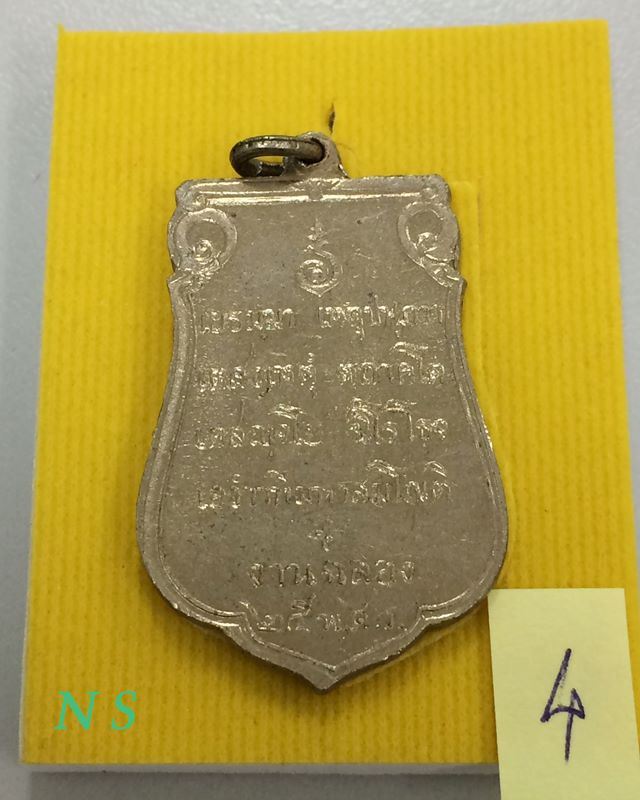 เยธมฺมา เหตุปฺปภวา
เตสํเหตุํ ตถาคโต
เตสญฺจโย นิโรโธจ
เอวํวาทีมหาสมโณติ
งานฉลอง
๒๕
4
N S